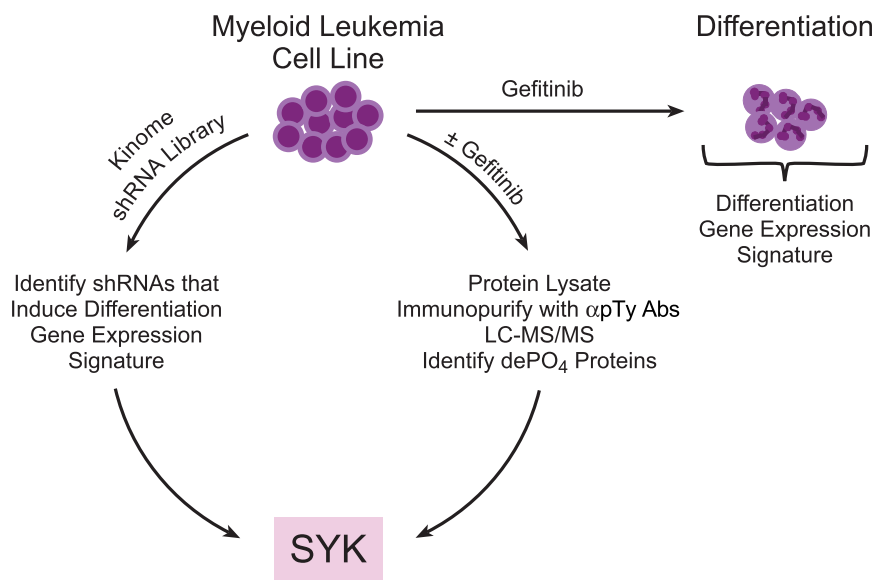 Myeloid Leukemia
Cell Line
Differentiation
Gefitinib
Kinome
shRNA Library
± Gefitinib
Differentiation
Gene Expression
Signature
Identify shRNAs that
Induce Differentiation
Gene Expression
Signature
Protein Lysate
Immunopurify with αpTy Abs
LC-MS/MS
Identify dePO₄ Proteins
SYK